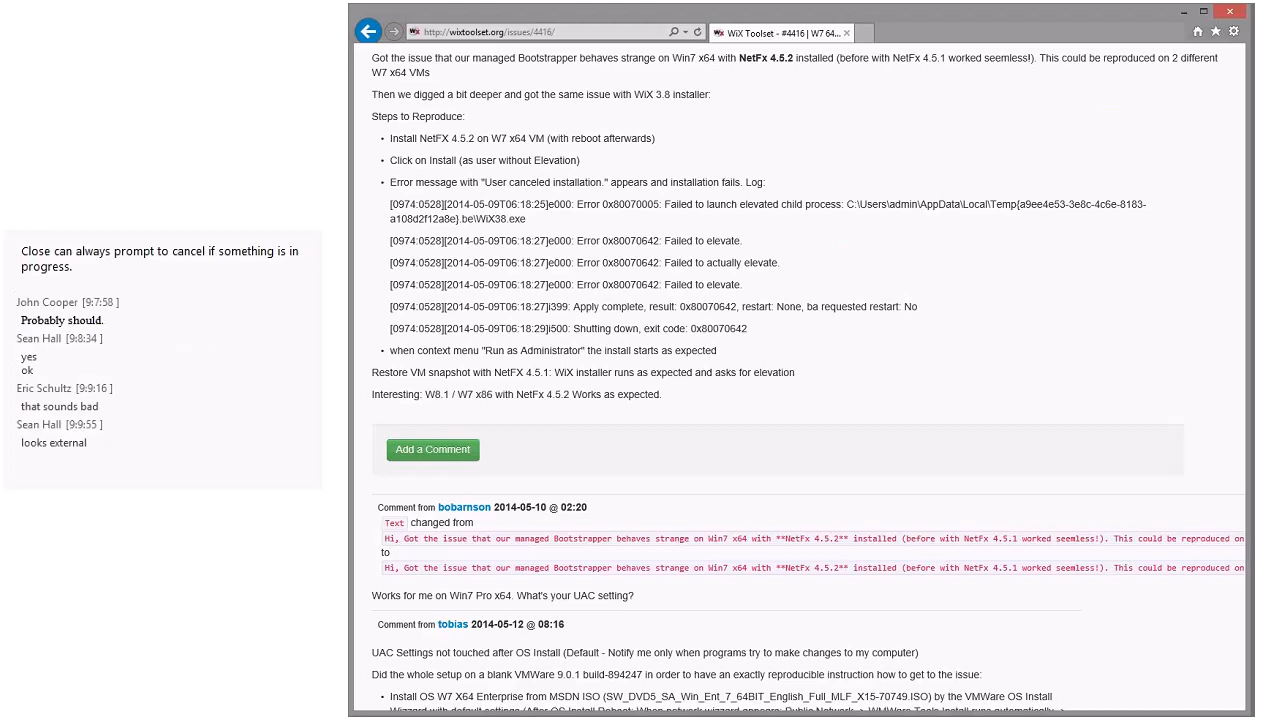 Close can always prompt to cancel if something is in
progress.
John Cooper [9:7:58 ]
Probably should.
Sean Hall [9:8:34 ]
yes
ok
Eric Schultz [9:9:16 ]
that sounds bad
Sean Hall [9:9:55 ]
looks external
http://wixtoolset.org/issues/4416/
WiX Toolset - #4416 | W7 64...
Got the issue that our managed Bootstrapper behaves strange on Win7 x64 with NetFx 4.5.2 installed (before with NetFx 4.5.1 worked seemless!). This could be reproduced on 2 different
W7 x64 VMs
Then we digged a bit deeper and got the same issue with WiX 3.8 installer:
Steps to Reproduce:
• Install NetFX 4.5.2 on W7 x64 VM (with reboot afterwards)
• Click on Install (as user without Elevation)
• Error message with "User canceled installation." appears and installation fails. Log:
[0974:0528][2014-05-09T06:18:25]e000: Error 0x80070005: Failed to launch elevated child process: C:\Users\admin\AppData\Local\Temp{a9ee4e53-3e8c-4c6e-8183-
a108d2f12a8e}.be\WiX38.exe
[0974:0528][2014-05-09T06:18:27]e000: Error 0x80070642: Failed to elevate.
[0974:0528][2014-05-09T06:18:27]e000: Error 0x80070642: Failed to actually elevate.
[0974:0528][2014-05-09T06:18:27]e000: Error 0x80070642: Failed to elevate.
[0974:0528][2014-05-09T06:18:27]i399: Apply complete, result: 0x80070642, restart: None, ba requested restart: No
[0974:0528][2014-05-09T06:18:29]i500: Shutting down, exit code: 0x80070642
• when context menu "Run as Administrator" the install starts as expected
Restore VM snapshot with NetFX 4.5.1: WiX installer runs as expected and asks for elevation
Interesting: W8.1 / W7 x86 with NetFx 4.5.2 Works as expected.
Add a Comment
Comment from bobarnson 2014-05-10 @ 02:20
Text changed from
Hi, Got the issue that our managed Bootstrapper behaves strange on Win7 x64 with **NetFx 4.5.2** installed (before with NetFx 4.5.1 worked seemless!). This could be reproduced on
to
Hi, Got the issue that our managed Bootstrapper behaves strange on Win7 x64 with **NetFx 4.5.2** installed (before with NetFx 4.5.1 worked seemless!). This could be reproduced on
Works for me on Win7 Pro x64. What's your UAC setting?
Comment from tobias 2014-05-12 @ 08:16
UAC Settings not touched after OS Install (Default - Notify me only when programs try to make changes to my computer)
Did the whole setup on a blank VMWare 9.0.1 build-894247 in order to have an exactly reproducible instruction how to get to the issue:
• Install OS W7 X64 Enterprise from MSDN ISO (SW_DVD5_SA_Win_Ent_7_64BIT_English_Full_MLF_X15-70749.ISO) by the VMWare OS Install
Wizzard with default settings (After OS Install Reboot: When network wizzard appears: Public Network -> WMWare Tools Install runs automatically ->